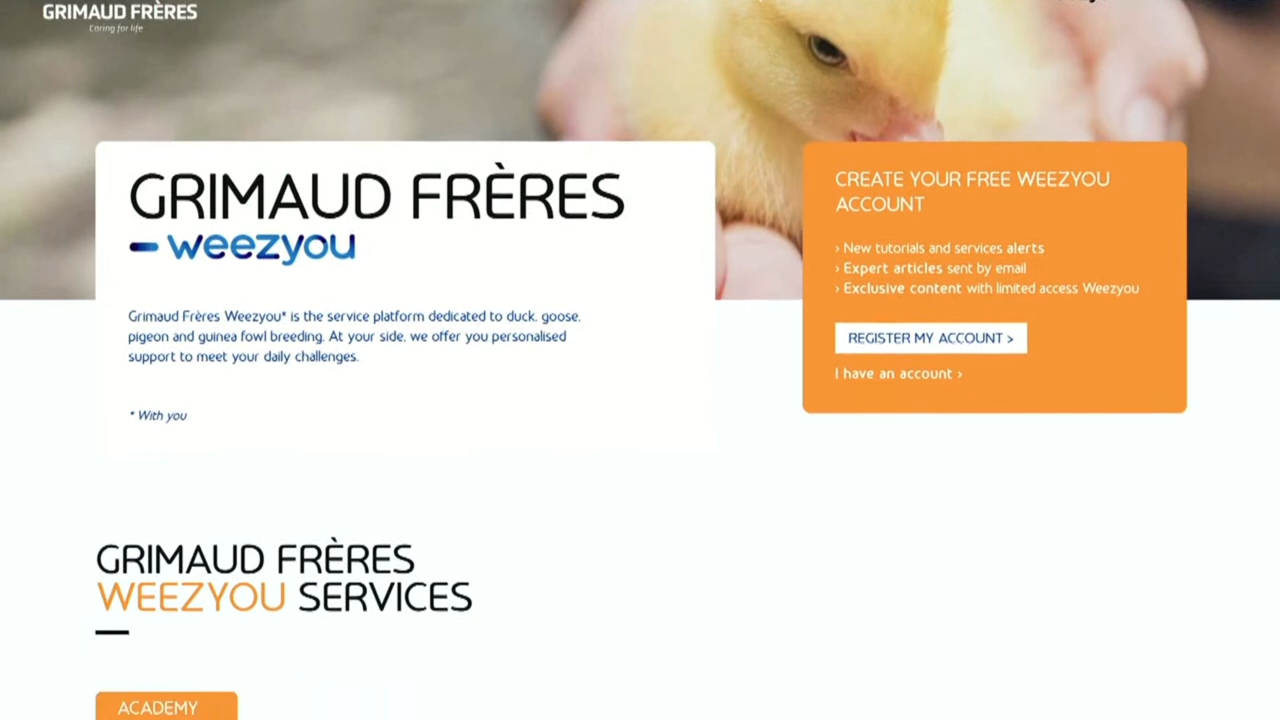 GRIMAUD FRÈRES
Caring for life
GRIMAUD FRÈRES
weezyou
Grimaud Frères Weezyou* is the service platform dedicated to duck, goose,
pigeon and guinea fowl breeding. At your side, we offer you personalised
support to meet your daily challenges.
* With you
CREATE YOUR FREE WEEZYOU
ACCOUNT
› New tutorials and services alerts
› Expert articles sent by email
› Exclusive content with limited access Weezyou
REGISTER MY ACCOUNT >
I have an account ›
GRIMAUD FRÈRES
WEEZYOU SERVICES
ACADEMY